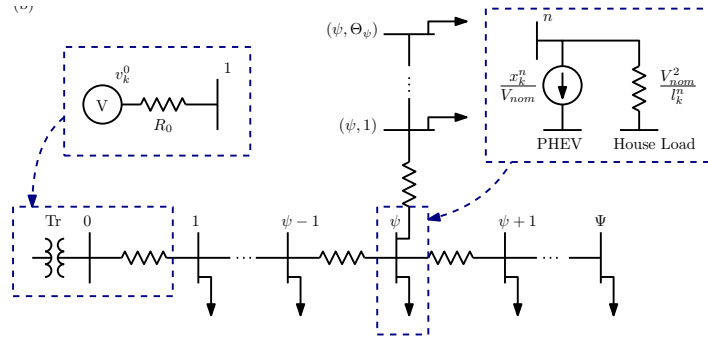 (ψ, Θ_ψ)
n
v_k^0
1
V
R_0
x_k^n / V_nom
V_nom^2 / l_k^n
⋮
(ψ, 1)
PHEV
House Load
Tr
0
1
ψ − 1
ψ
ψ + 1
Ψ
···
···